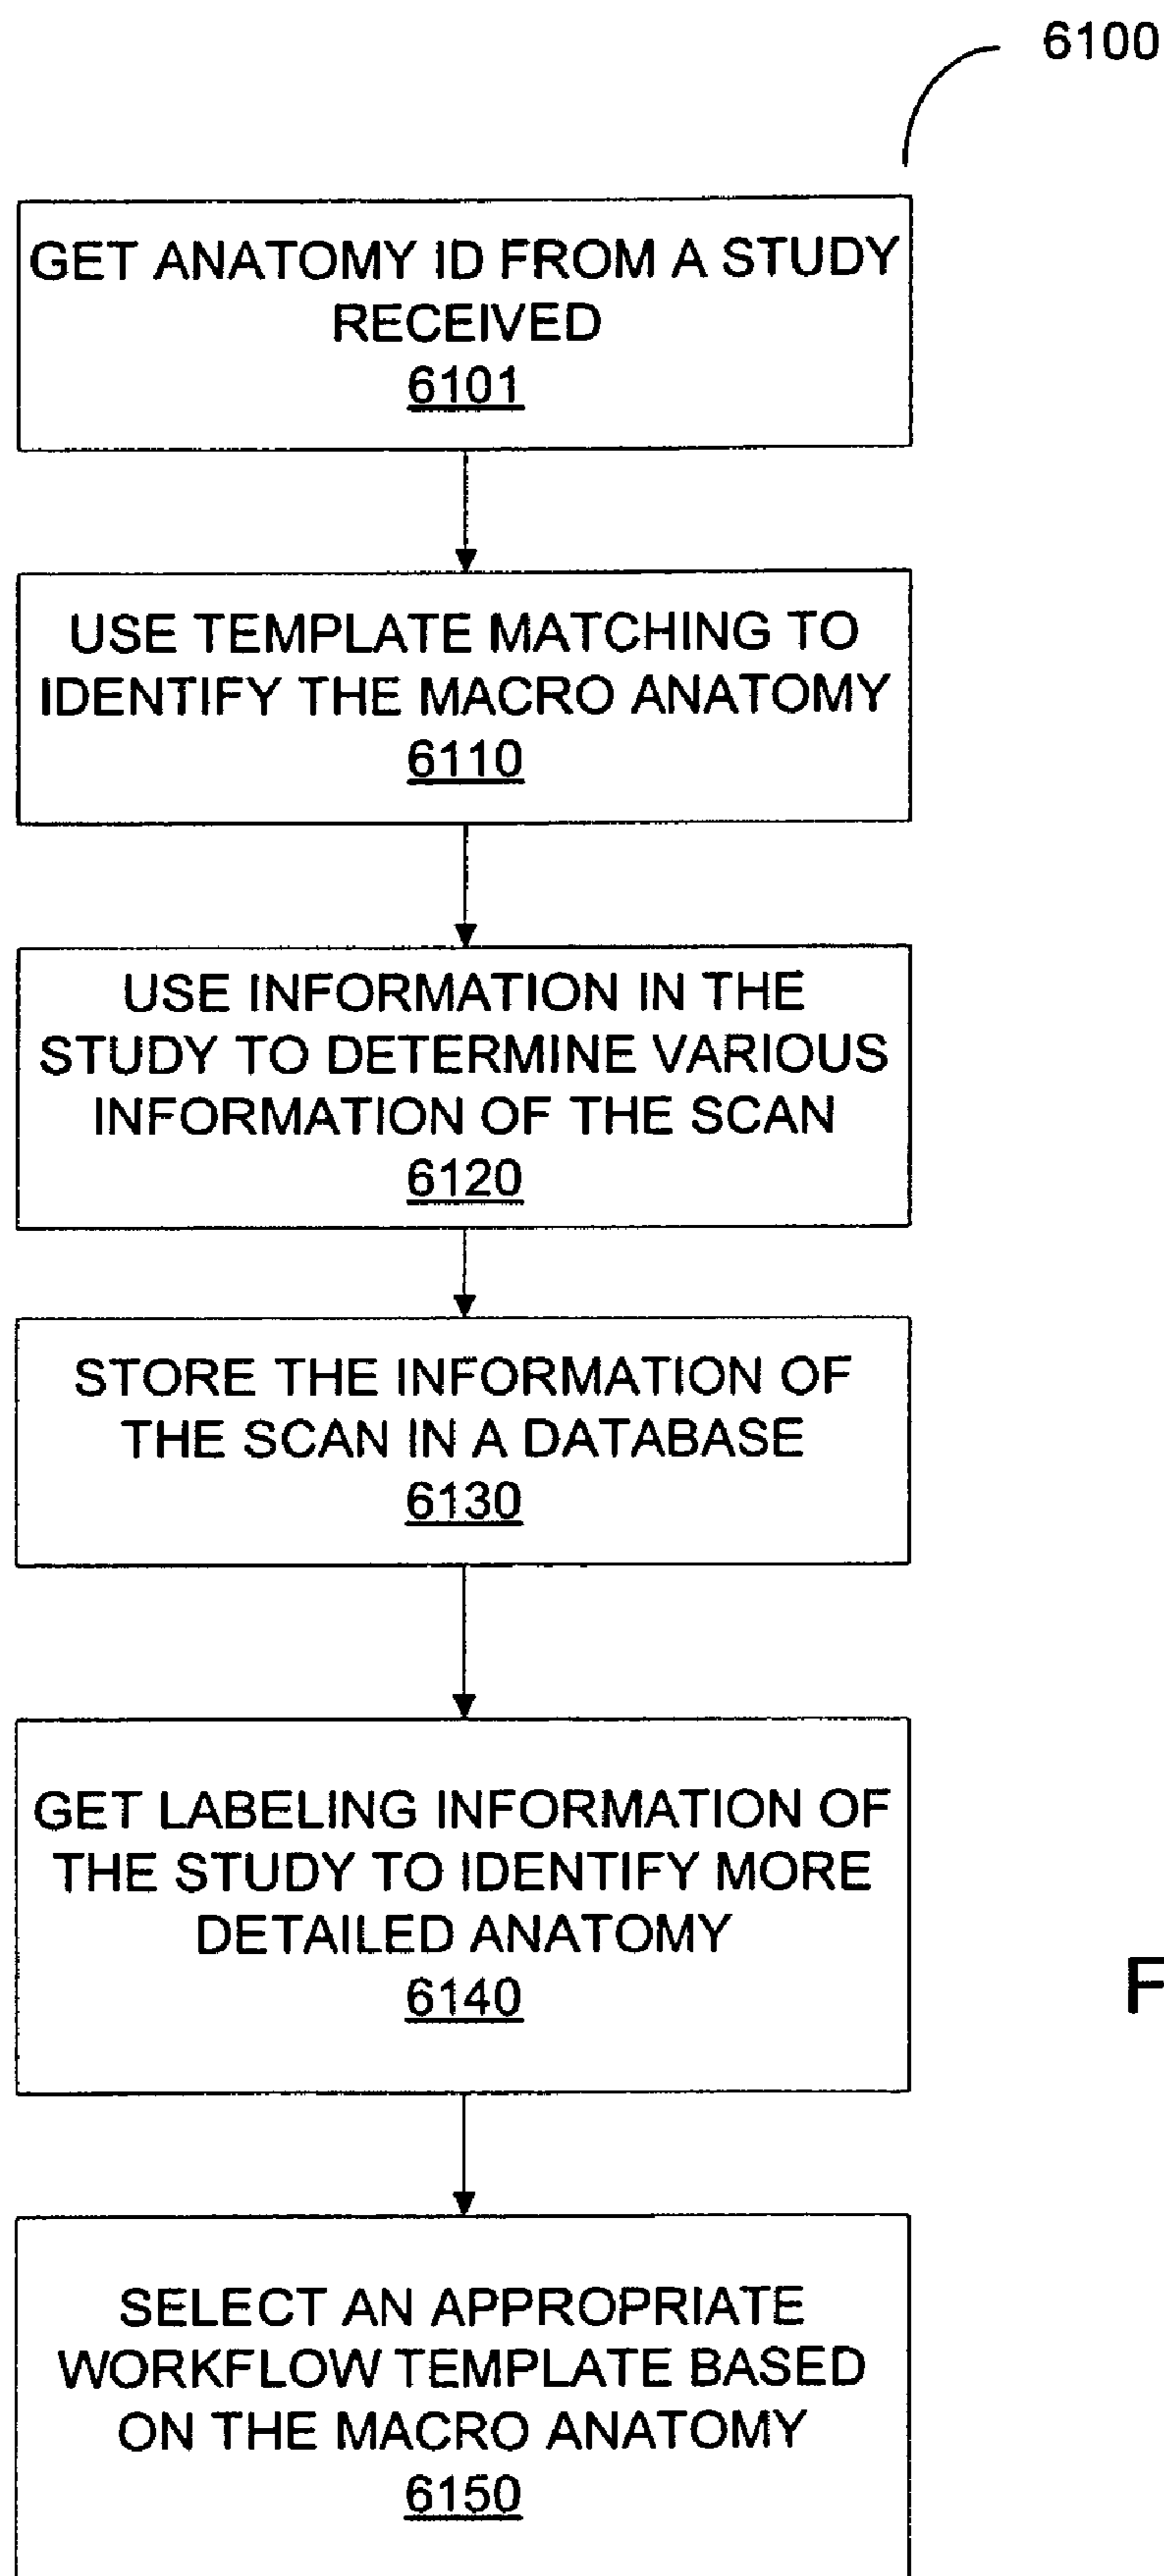 6100
GET ANATOMY ID FROM A STUDY
RECEIVED
6101
USE TEMPLATE MATCHING TO
IDENTIFY THE MACRO ANATOMY
6110
USE INFORMATION IN THE
STUDY TO DETERMINE VARIOUS
INFORMATION OF THE SCAN
6120
STORE THE INFORMATION OF
THE SCAN IN A DATABASE
6130
GET LABELING INFORMATION OF
THE STUDY TO IDENTIFY MORE
DETAILED ANATOMY
6140
F
SELECT AN APPROPRIATE
WORKFLOW TEMPLATE BASED
ON THE MACRO ANATOMY
6150